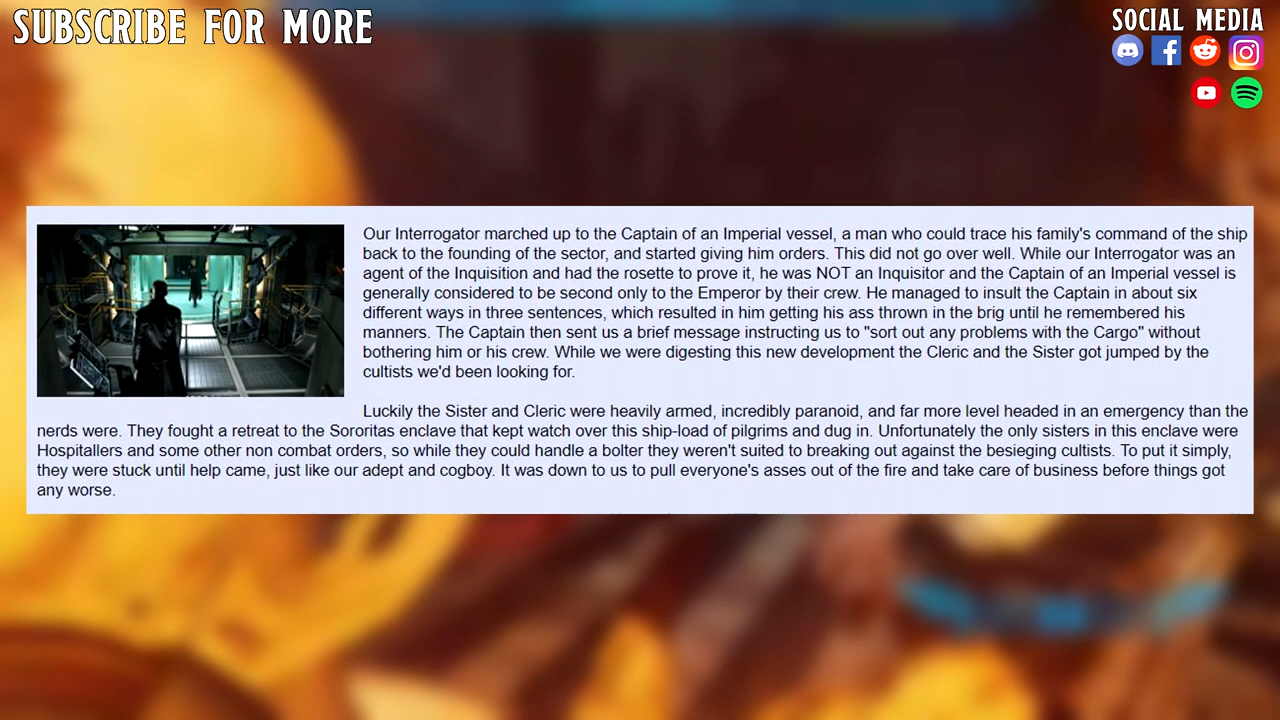 SUBSCRIBE FOR MORE
SOCIAL MEDIA
Our Interrogator marched up to the Captain of an Imperial vessel, a man who could trace his family's command of the ship
back to the founding of the sector, and started giving him orders. This did not go over well. While our Interrogator was an
agent of the Inquisition and had the rosette to prove it, he was NOT an Inquisitor and the Captain of an Imperial vessel is
generally considered to be second only to the Emperor by their crew. He managed to insult the Captain in about six
different ways in three sentences, which resulted in him getting his ass thrown in the brig until he remembered his
manners. The Captain then sent us a brief message instructing us to "sort out any problems with the Cargo" without
bothering him or his crew. While we were digesting this new development the Cleric and the Sister got jumped by the
cultists we'd been looking for.
Luckily the Sister and Cleric were heavily armed, incredibly paranoid, and far more level headed in an emergency than the
nerds were. They fought a retreat to the Sororitas enclave that kept watch over this ship-load of pilgrims and dug in. Unfortunately the only sisters in this enclave were
Hospitallers and some other non combat orders, so while they could handle a bolter they weren't suited to breaking out against the besieging cultists. To put it simply,
they were stuck until help came, just like our adept and cogboy. It was down to us to pull everyone's asses out of the fire and take care of business before things got
any worse.